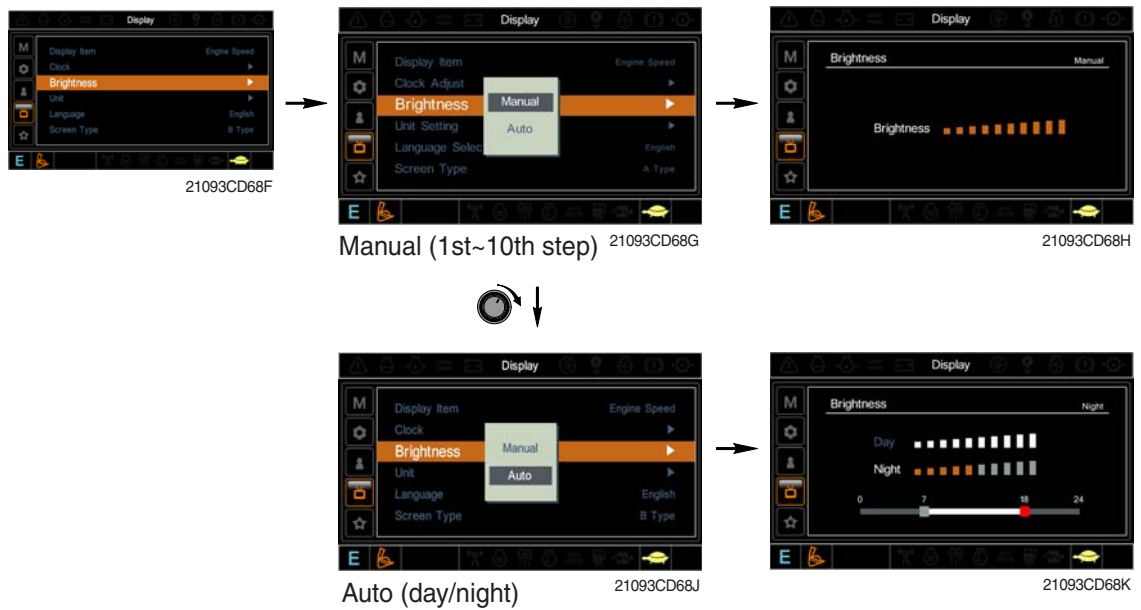 Display
M
Display Item Engine Speed
Clock
Brightness
Unit
Language English
Screen Type B Type
E
21093CD68F
Display
M
Display Item Engine Speed
Clock Adjust
Brightness
Manual
Auto
Unit Setting
Language Selec English
Screen Type A Type
E
Manual (1st~10th step) 21093CD68G
Display
M
Brightness Manual
Brightness
E
21093CD68H
Display
M
Display Item Engine Speed
Clock
Brightness
Manual
Auto
Unit
Language English
Screen Type B Type
E
Auto (day/night) 21093CD68J
Display
M
Brightness Night
Day
Night
0 7 18 24
E
21093CD68K